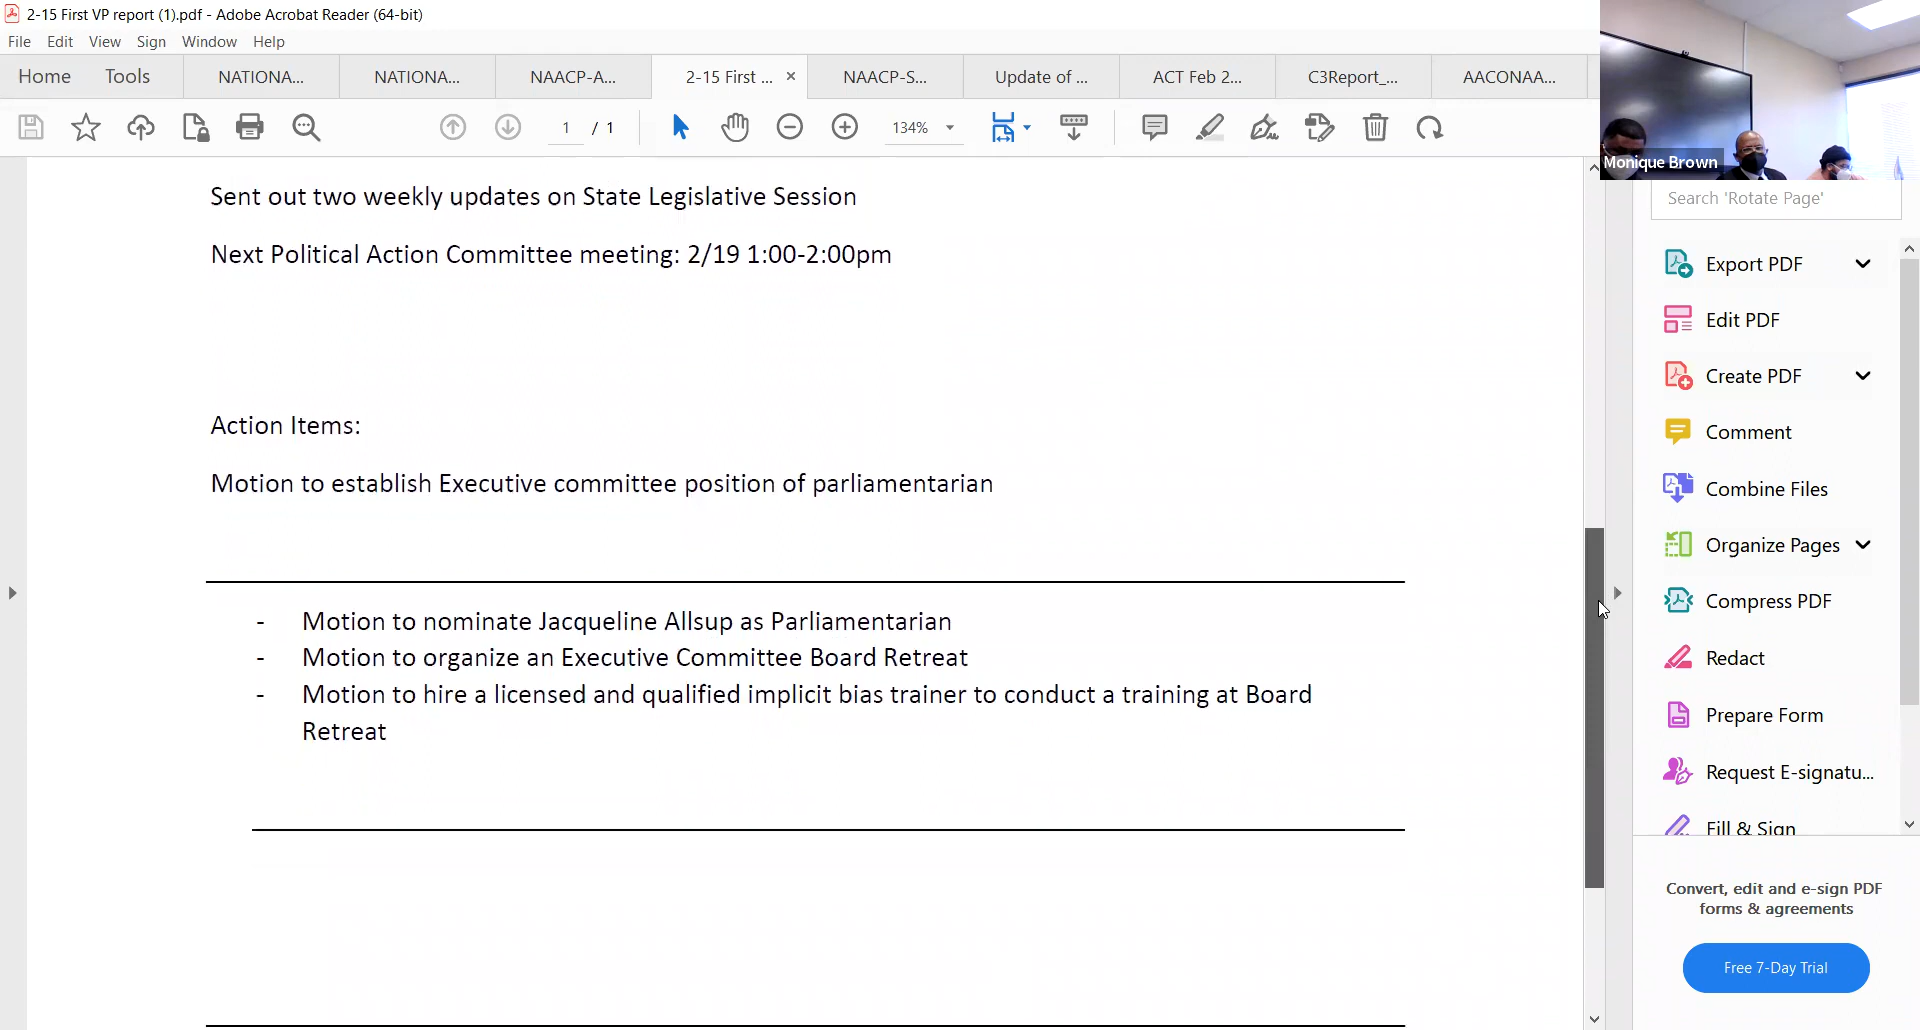 2-15 First VP report (1).pdf - Adobe Acrobat Reader (64-bit)
File Edit View Sign Window Help
Home Tools NATIONA... NATIONA... NAACP-A... 2-15 First ... × NAACP-S... Update of ... ACT Feb 2... C3Report_... AACONAA...
1 / 1 134%
Monique Brown
Search 'Rotate Page'
Sent out two weekly updates on State Legislative Session
Next Political Action Committee meeting: 2/19 1:00-2:00pm
Action Items:
Motion to establish Executive committee position of parliamentarian
- Motion to nominate Jacqueline Allsup as Parliamentarian
- Motion to organize an Executive Committee Board Retreat
- Motion to hire a licensed and qualified implicit bias trainer to conduct a training at Board
Retreat
Export PDF
Edit PDF
Create PDF
Comment
Combine Files
Organize Pages
Compress PDF
Redact
Prepare Form
Request E-signatu...
Fill & Sign
Convert, edit and e-sign PDF
forms & agreements
Free 7-Day Trial